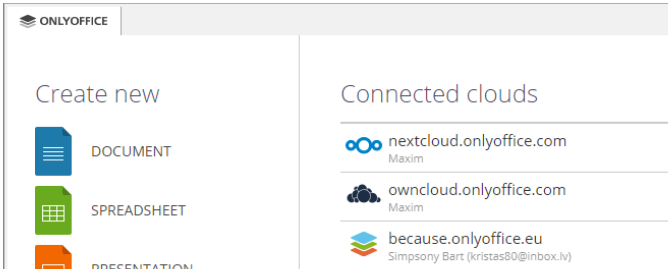 ONLYOFFICE
Create new
DOCUMENT
SPREADSHEET
PRESENTATION
Connected clouds
nextcloud.onlyoffice.com
Maxim
owncloud.onlyoffice.com
Maxim
because.onlyoffice.eu
Simpsony Bart (kristas80@inbox.lv)